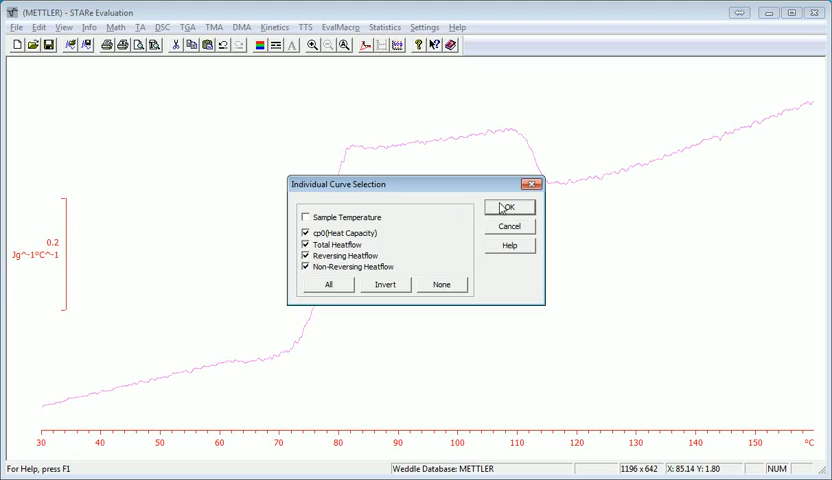 (METTLER) - STARe Evaluation
File Edit View Info Math TA DSC TGA TMA DMA Kinetics TTS EvalMacro Statistics Settings Help
Individual Curve Selection
Sample Temperature
cp0(Heat Capacity)
Total Heatflow
Reversing Heatflow
Non-Reversing Heatflow
All Invert None
OK
Cancel
Help
0.2
Jg^-1°C^-1
30 40 50 60 70 80 90 100 110 120 130 140 150 °C
For Help, press F1 Weddle Database: METTLER 1196 x 642 X: 85.14 Y: 1.80 NUM